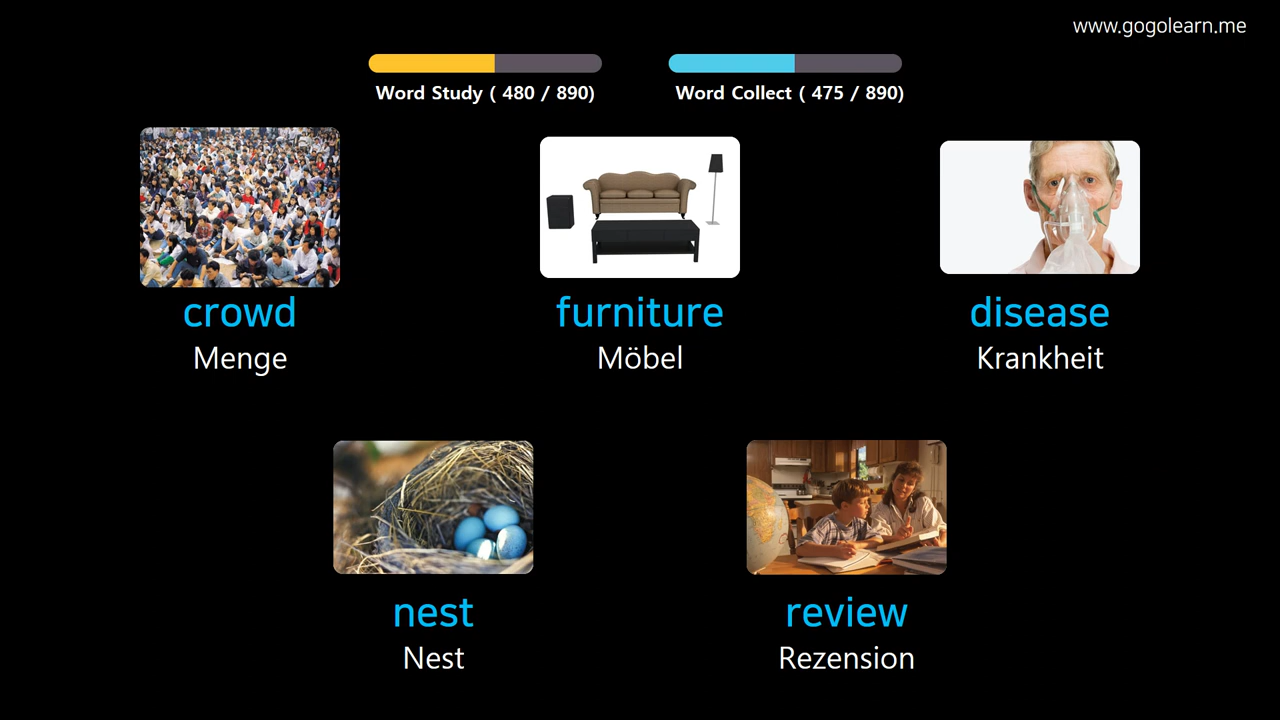 www.gogolearn.me
Word Study ( 480 / 890)
Word Collect ( 475 / 890)
crowd
Menge
furniture
Möbel
disease
Krankheit
nest
Nest
review
Rezension